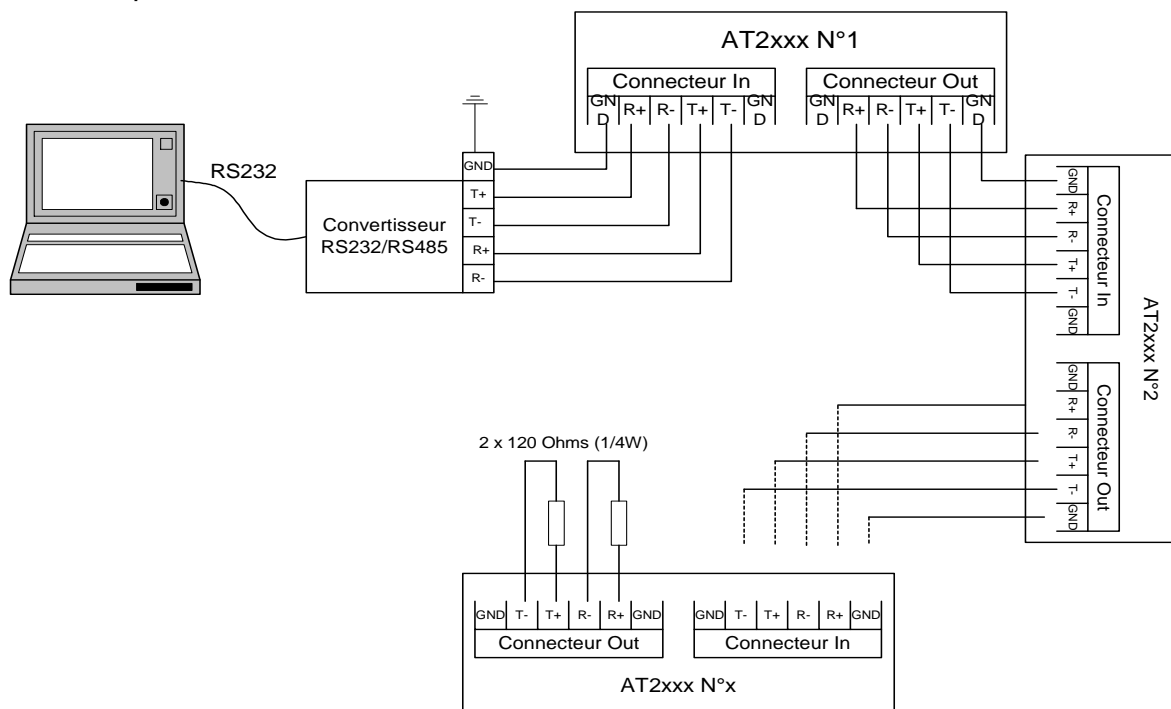 AT2xxx N°1
Connecteur In
Connecteur Out
GND R+ R- T+ T- GND
GND R+ R- T+ T- GND
RS232
Convertisseur
RS232/RS485
GND
T+
T-
R+
R-
GND
R+
R-
T+
T-
GND
Connecteur In
AT2xxx N°2
GND
R+
R-
T+
T-
GND
Connecteur Out
2 x 120 Ohms (1/4W)
GND T- T+ R- R+ GND
Connecteur Out
GND T- T+ R- R+ GND
Connecteur In
AT2xxx N°x